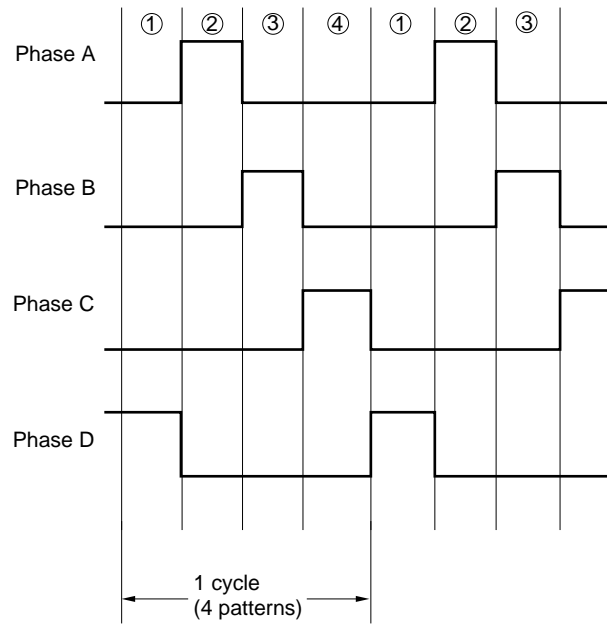 ① ② ③ ④ ① ② ③
Phase A
Phase B
Phase C
Phase D
1 cycle
(4 patterns)